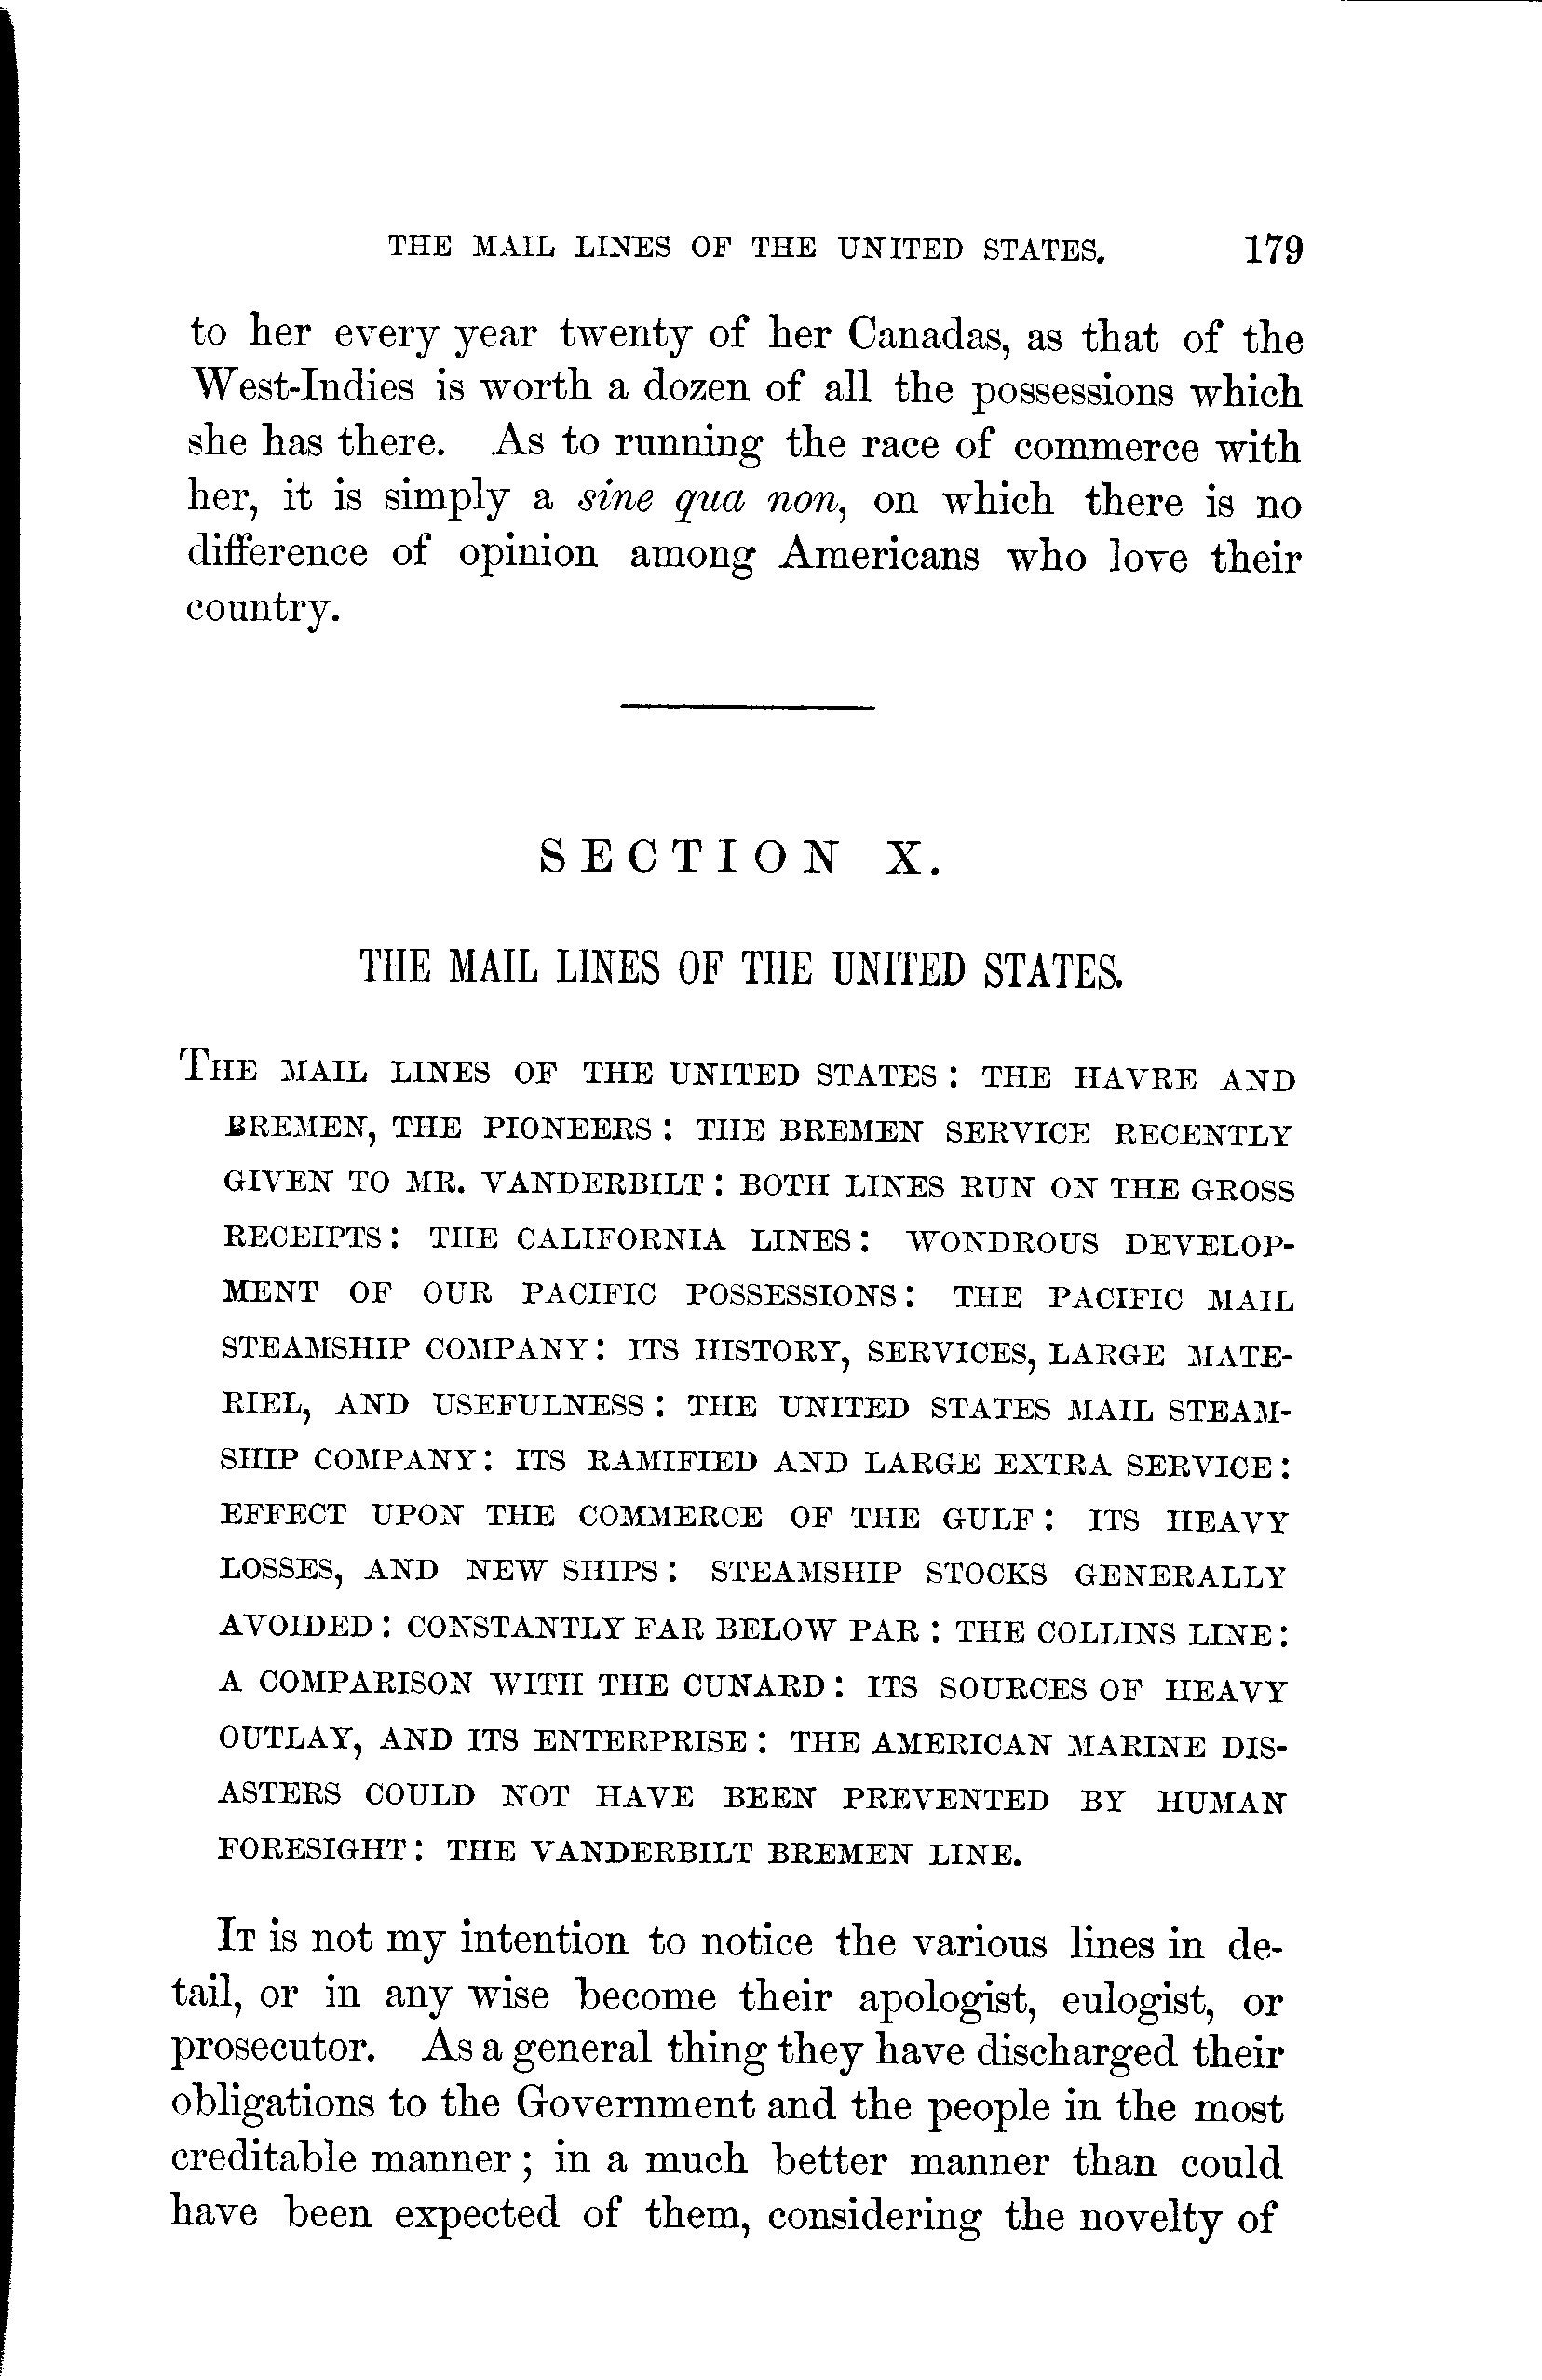 THE MAIL LINES OF THE UNITED STATES. 179
to her every year twenty of her Canadas, as that of the
West-Indies is worth a dozen of all the possessions which
she has there. As to running the race of commerce with
her, it is simply a sine qua non, on which there is no
difference of opinion among Americans who love their
country.
SECTION X.
THE MAIL LINES OF THE UNITED STATES.
THE MAIL LINES OF THE UNITED STATES: THE HAVRE AND
BREMEN, THE PIONEERS: THE BREMEN SERVICE RECENTLY
GIVEN TO MR. VANDERBILT: BOTH LINES RUN ON THE GROSS
RECEIPTS: THE CALIFORNIA LINES: WONDROUS DEVELOP-
MENT OF OUR PACIFIC POSSESSIONS: THE PACIFIC MAIL
STEAMSHIP COMPANY: ITS HISTORY, SERVICES, LARGE MATE-
RIEL, AND USEFULNESS: THE UNITED STATES MAIL STEAM-
SHIP COMPANY: ITS RAMIFIED AND LARGE EXTRA SERVICE:
EFFECT UPON THE COMMERCE OF THE GULF: ITS HEAVY
LOSSES, AND NEW SHIPS: STEAMSHIP STOCKS GENERALLY
AVOIDED: CONSTANTLY FAR BELOW PAR: THE COLLINS LINE:
A COMPARISON WITH THE CUNARD: ITS SOURCES OF HEAVY
OUTLAY, AND ITS ENTERPRISE: THE AMERICAN MARINE DIS-
ASTERS COULD NOT HAVE BEEN PREVENTED BY HUMAN
FORESIGHT: THE VANDERBILT BREMEN LINE.
IT is not my intention to notice the various lines in de-
tail, or in any wise become their apologist, eulogist, or
prosecutor. As a general thing they have discharged their
obligations to the Government and the people in the most
creditable manner; in a much better manner than could
have been expected of them, considering the novelty of